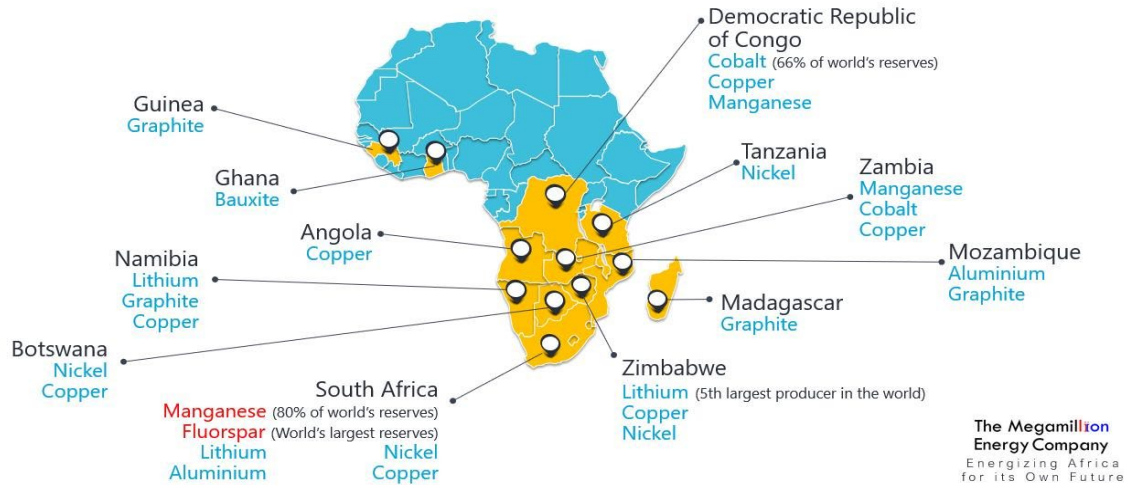 Democratic Republic
of Congo
Cobalt (66% of world's reserves)
Copper
Manganese
Guinea
Graphite
Ghana
Bauxite
Tanzania
Nickel
Zambia
Manganese
Cobalt
Copper
Angola
Copper
Mozambique
Aluminium
Graphite
Namibia
Lithium
Graphite
Copper
Madagascar
Graphite
Botswana
Nickel
Copper
Zimbabwe
Lithium (5th largest producer in the world)
Copper
Nickel
South Africa
Manganese (80% of world's reserves)
Fluorspar (World's largest reserves)
Lithium Nickel
Aluminium Copper
The Megamillion
Energy Company
Energizing Africa
for its Own Future